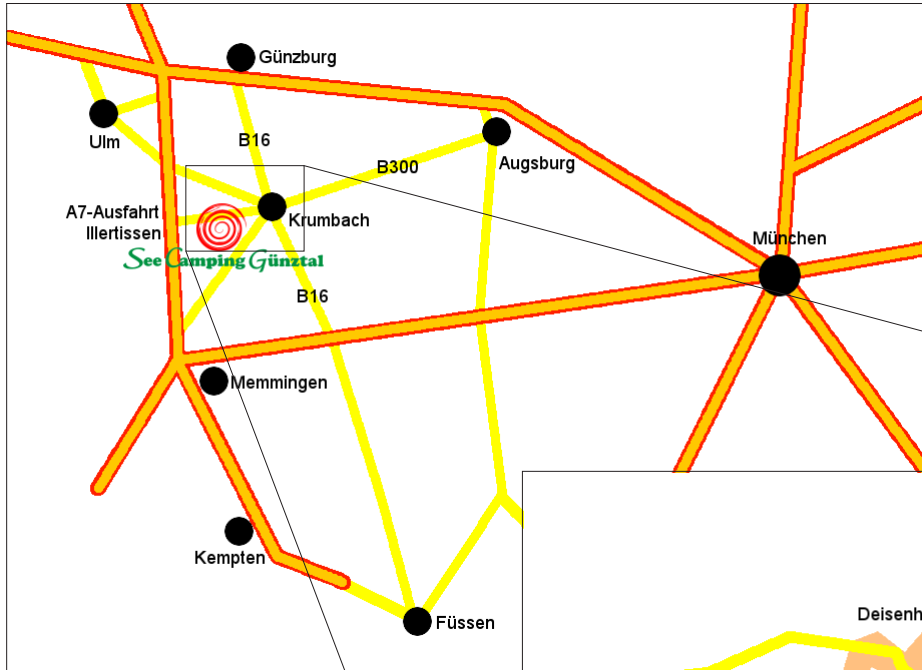 Günzburg
Ulm
B16
B300
Augsburg
A7-Ausfahrt
Illertissen
Krumbach
See Camping Günztal
München
B16
Memmingen
Kempten
Füssen
Deisenh